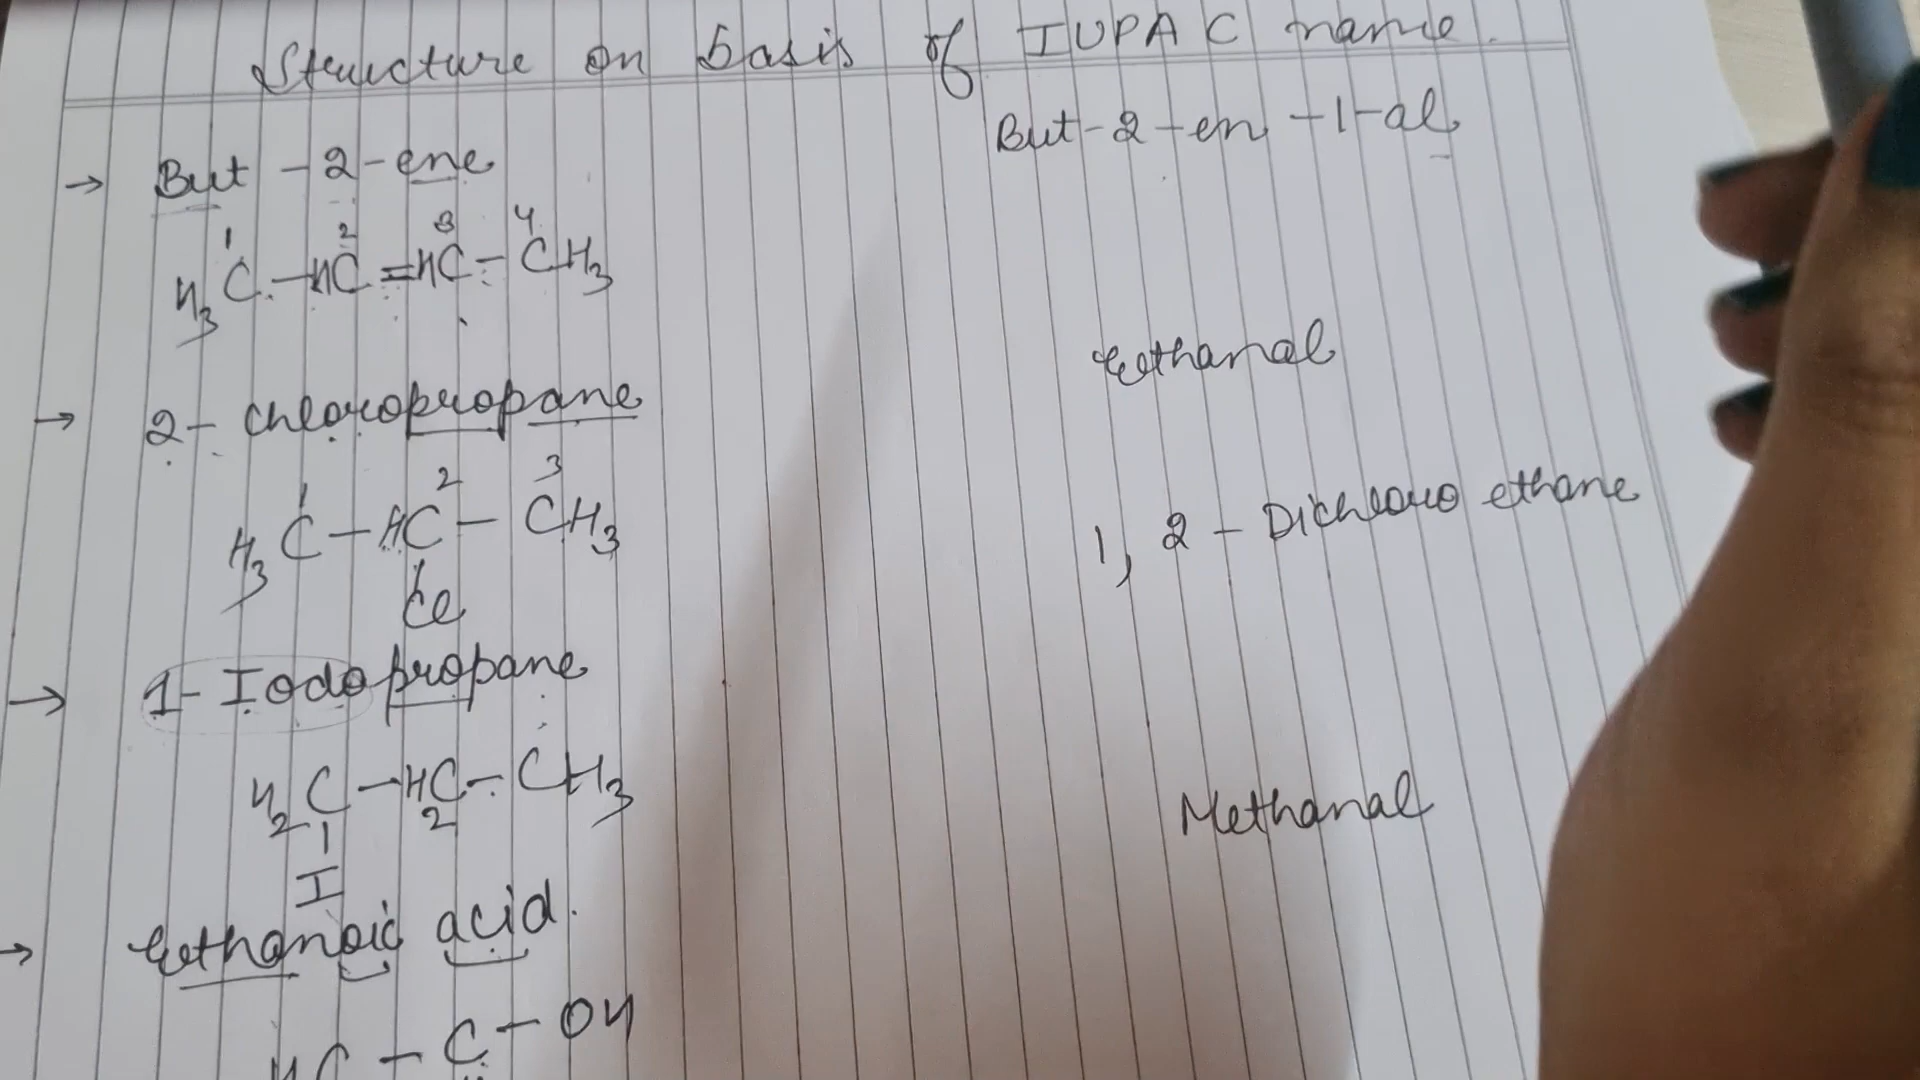 Structure on basis of IUPAC name.
→ But-2-ene
1 2 3 4
H3C-HC=HC-CH3
→ 2-chloropropane
1 2 3
H3C-HC-CH3
Cl
→ 1-Iodopropane
H2C-H2C-CH3
I
→ Ethanoic acid.
C-OH
But-2-en-1-al
Ethanal
1, 2-Dichloro ethane
Methanal